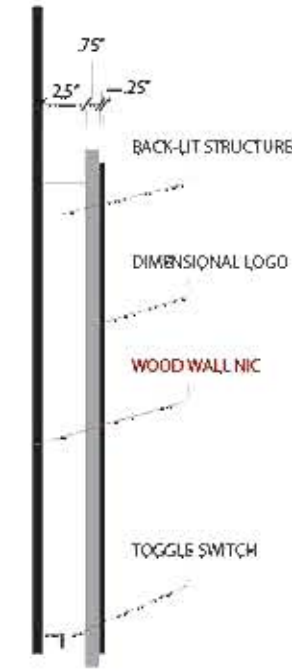 .75"
2.5"
.25"
BACK-LIT STRUCTURE
DIMENSIONAL LOGO
WOOD WALL NIC
TOGGLE SWITCH